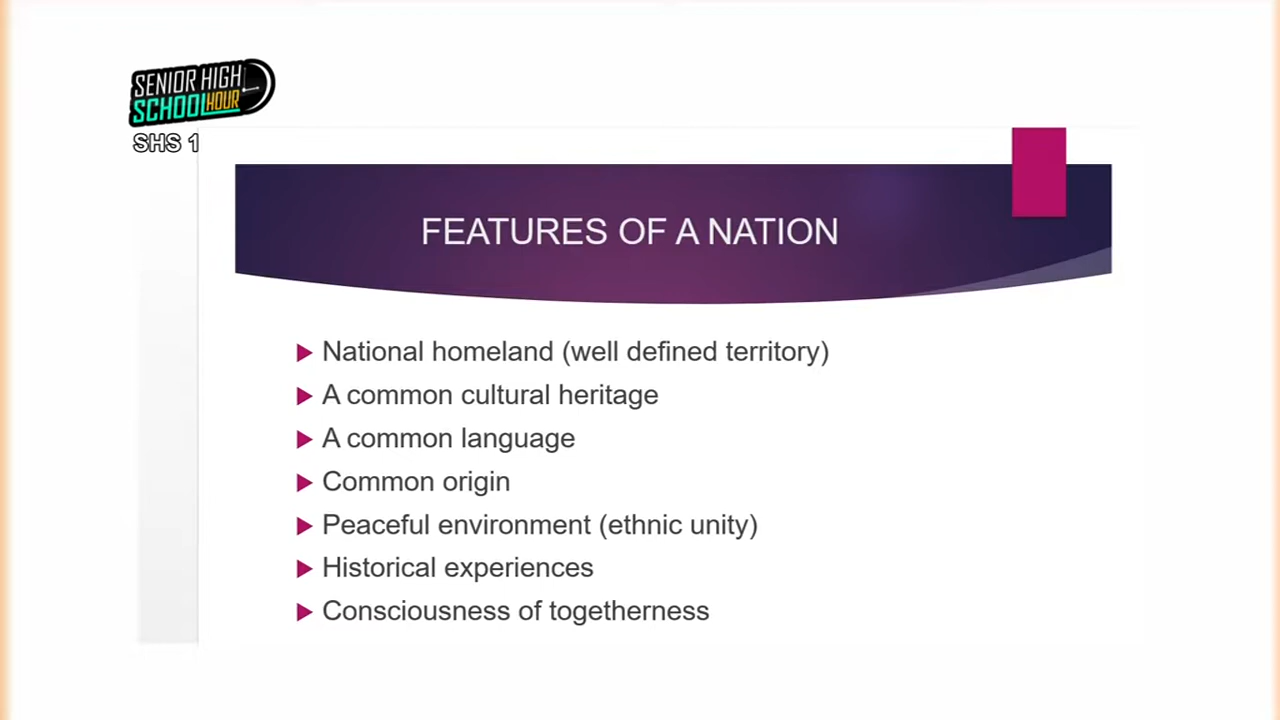 SENIOR HIGH
SCHOOL HOUR
SHS 1
FEATURES OF A NATION
National homeland (well defined territory)
A common cultural heritage
A common language
Common origin
Peaceful environment (ethnic unity)
Historical experiences
Consciousness of togetherness